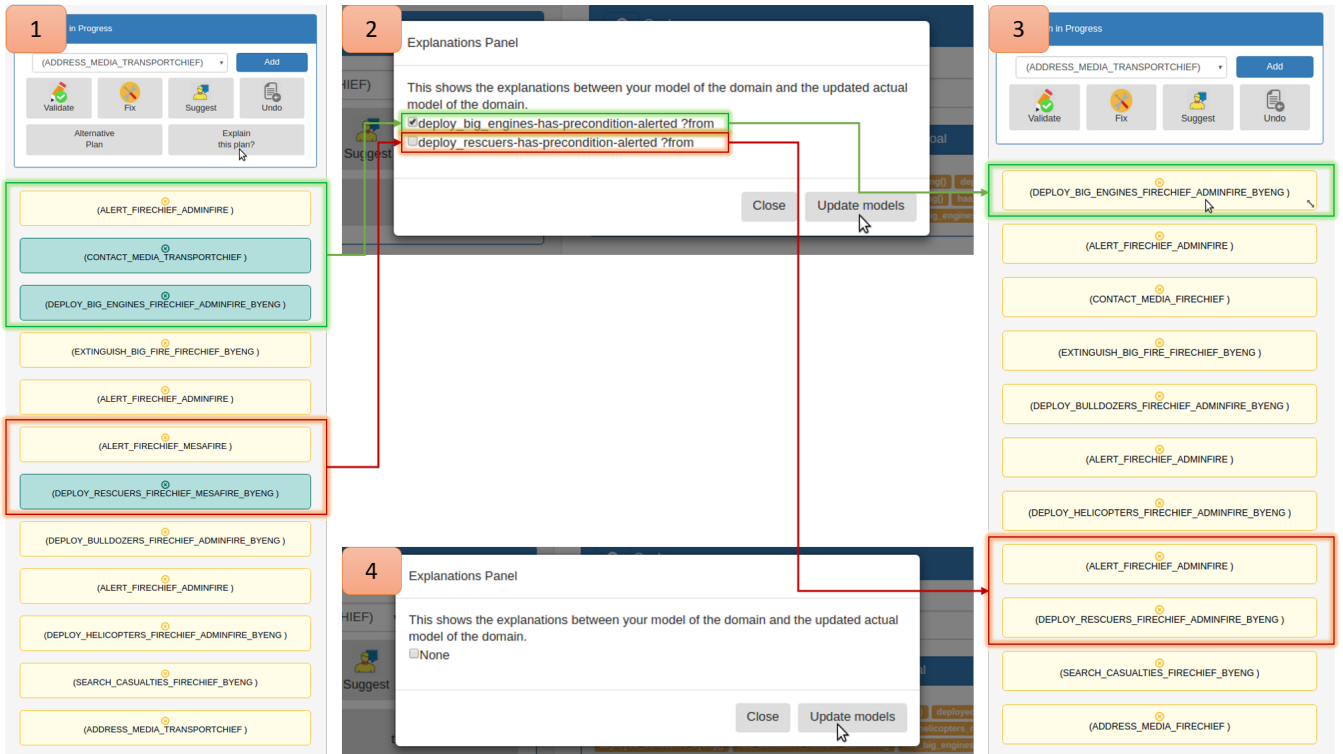 1
in Progress
(ADDRESS_MEDIA_TRANSPORTCHIEF)
Add
Validate
Fix
Suggest
Undo
Alternative
Plan
Explain
this plan?
(ALERT_FIRECHIEF_ADMINFIRE )
(CONTACT_MEDIA_TRANSPORTCHIEF )
(DEPLOY_BIG_ENGINES_FIRECHIEF_ADMINFIRE_BYENG )
(EXTINGUISH_BIG_FIRE_FIRECHIEF_BYENG )
(ALERT_FIRECHIEF_ADMINFIRE )
(ALERT_FIRECHIEF_MESAFIRE )
(DEPLOY_RESCUERS_FIRECHIEF_MESAFIRE_BYENG )
(DEPLOY_BULLDOZERS_FIRECHIEF_ADMINFIRE_BYENG )
(ALERT_FIRECHIEF_ADMINFIRE )
(DEPLOY_HELICOPTERS_FIRECHIEF_ADMINFIRE_BYENG )
(SEARCH_CASUALTIES_FIRECHIEF_BYENG )
(ADDRESS_MEDIA_TRANSPORTCHIEF )
2
Explanations Panel
This shows the explanations between your model of the domain and the updated actual
model of the domain.
deploy_big_engines-has-precondition-alerted ?from
deploy_rescuers-has-precondition-alerted ?from
Close
Update models
HIEF)
Suggest
oal
3
n in Progress
(ADDRESS_MEDIA_TRANSPORTCHIEF)
Add
Validate
Fix
Suggest
Undo
(DEPLOY_BIG_ENGINES_FIRECHIEF_ADMINFIRE_BYENG )
(ALERT_FIRECHIEF_ADMINFIRE )
(CONTACT_MEDIA_FIRECHIEF )
(EXTINGUISH_BIG_FIRE_FIRECHIEF_BYENG )
(DEPLOY_BULLDOZERS_FIRECHIEF_ADMINFIRE_BYENG )
(ALERT_FIRECHIEF_ADMINFIRE )
(DEPLOY_HELICOPTERS_FIRECHIEF_ADMINFIRE_BYENG )
(ALERT_FIRECHIEF_ADMINFIRE )
(DEPLOY_RESCUERS_FIRECHIEF_ADMINFIRE_BYENG )
(SEARCH_CASUALTIES_FIRECHIEF_BYENG )
(ADDRESS_MEDIA_FIRECHIEF )
4
Explanations Panel
This shows the explanations between your model of the domain and the updated actual
model of the domain.
None
Close
Update models
HIEF)
Suggest